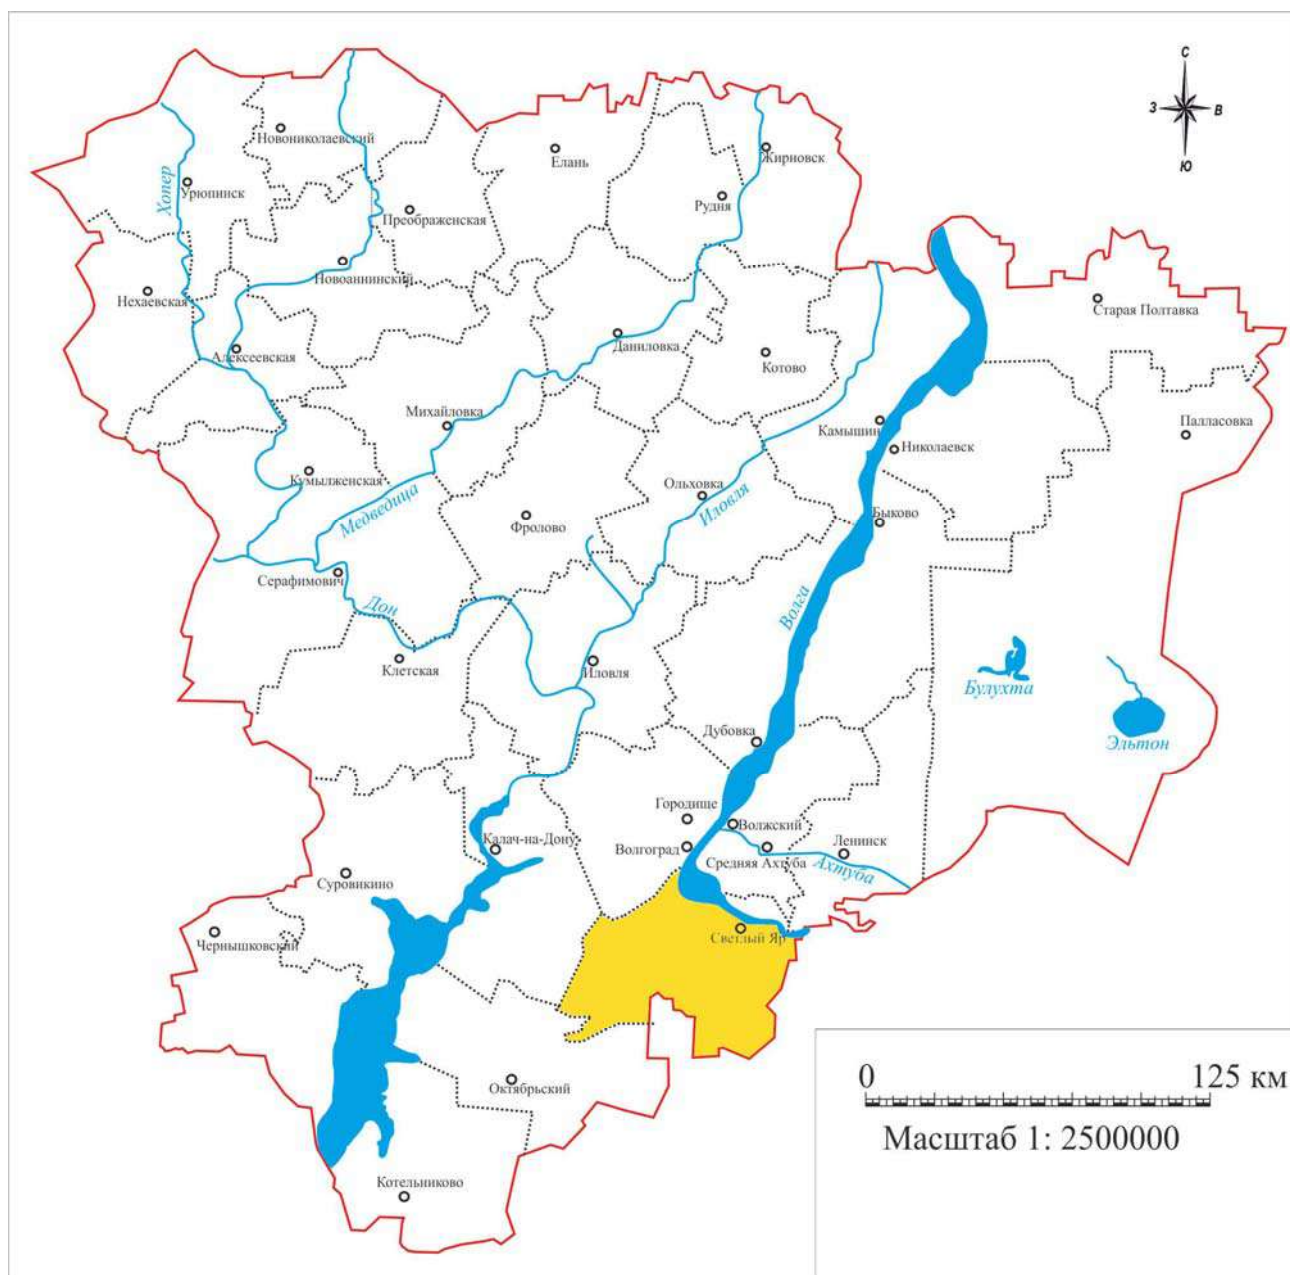 С
З
В
Ю
Новониколаевский
Елань
Жирновск
Хопер
Урюпинск
Рудня
Преображенская
Новоаннинский
Нехаевская
Старая Полтавка
Даниловка
Алексеевская
Котово
Михайловка
Камышин
Палласовка
Николаевск
Кумылженская
Ольховка
Медведица
Иловля
Быково
Фролово
Серафимович
Дон
Волга
Клетская
Иловля
Булухта
Дубовка
Эльтон
Городище
Волжский
Калач-на-Дону
Волгоград
Ленинск
Средняя Ахтуба
Ахтуба
Суровикино
Светлый Яр
Чернышковский
Октябрьский
0
125 км
Масштаб 1: 2500000
Котельниково